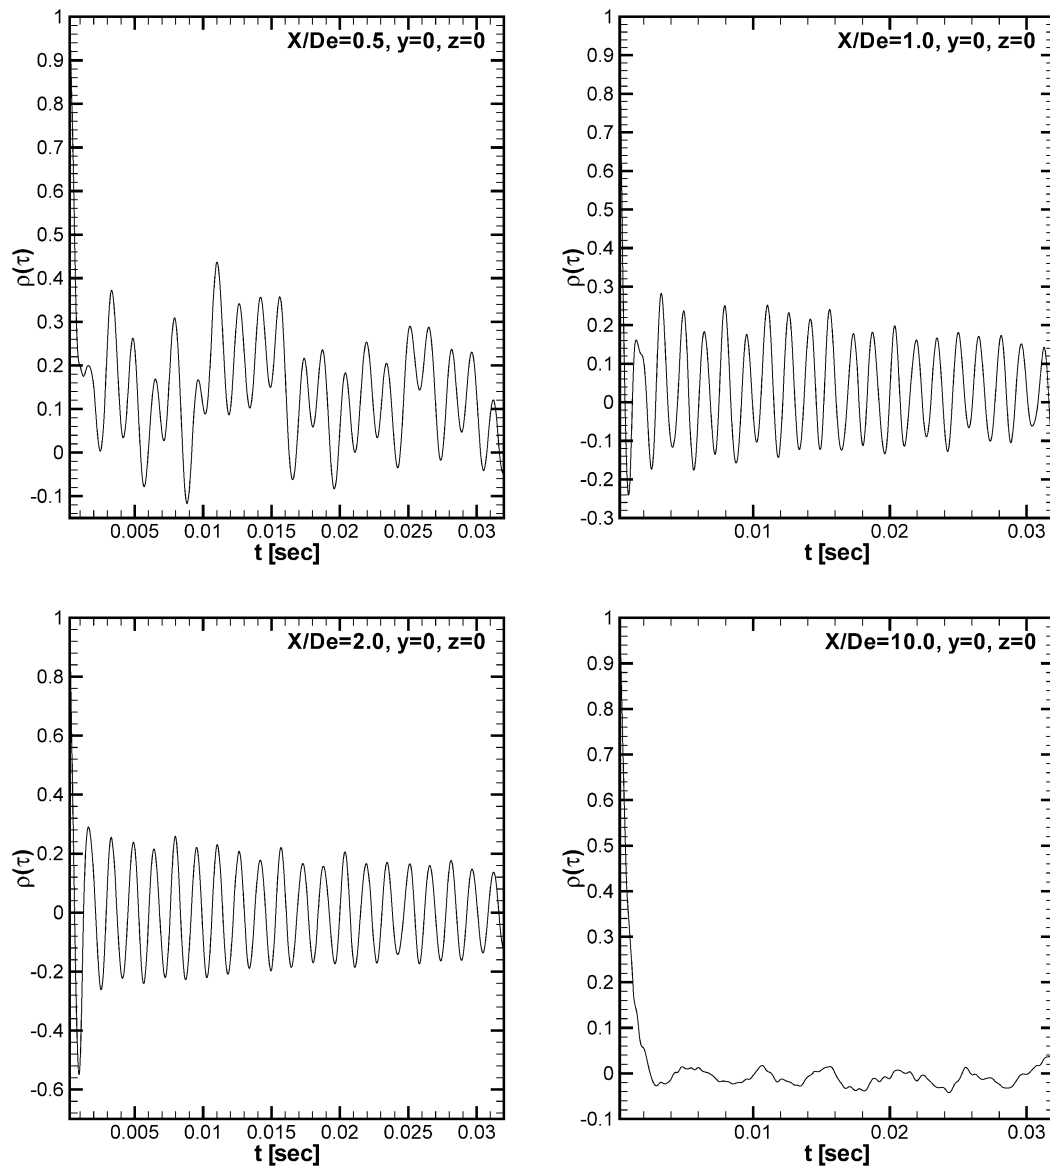 X/De=0.5, y=0, z=0
1
0.9
0.8
0.7
0.6
0.5
0.4
0.3
0.2
0.1
0
-0.1
ρ(τ)
0.005 0.01 0.015 0.02 0.025 0.03
t [sec]
X/De=1.0, y=0, z=0
1
0.9
0.8
0.7
0.6
0.5
0.4
0.3
0.2
0.1
0
-0.1
-0.2
-0.3
ρ(τ)
0.01 0.02 0.03
t [sec]
X/De=2.0, y=0, z=0
1
0.8
0.6
0.4
0.2
0
-0.2
-0.4
-0.6
ρ(τ)
0.005 0.01 0.015 0.02 0.025 0.03
t [sec]
X/De=10.0, y=0, z=0
1
0.9
0.8
0.7
0.6
0.5
0.4
0.3
0.2
0.1
0
-0.1
ρ(τ)
0.01 0.02 0.03
t [sec]